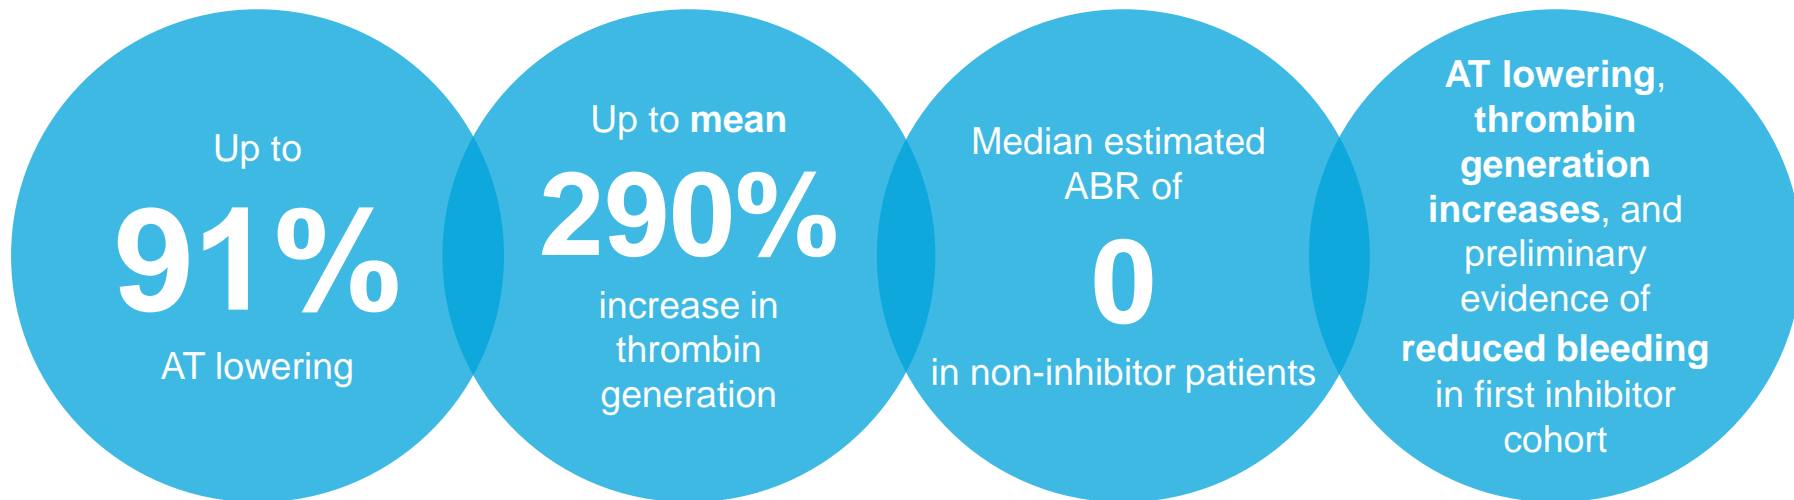 Up to
91%
AT lowering
Up to mean
290%
increase in
thrombin
generation
Median estimated
ABR of
0
in non-inhibitor patients
AT lowering,
thrombin
generation
increases, and
preliminary
evidence of
reduced bleeding
in first inhibitor
cohort